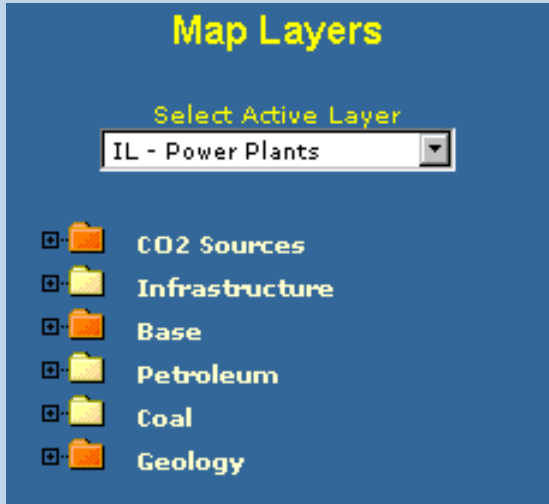 Map Layers
Select Active Layer
IL - Power Plants
CO2 Sources
Infrastructure
Base
Petroleum
Coal
Geology